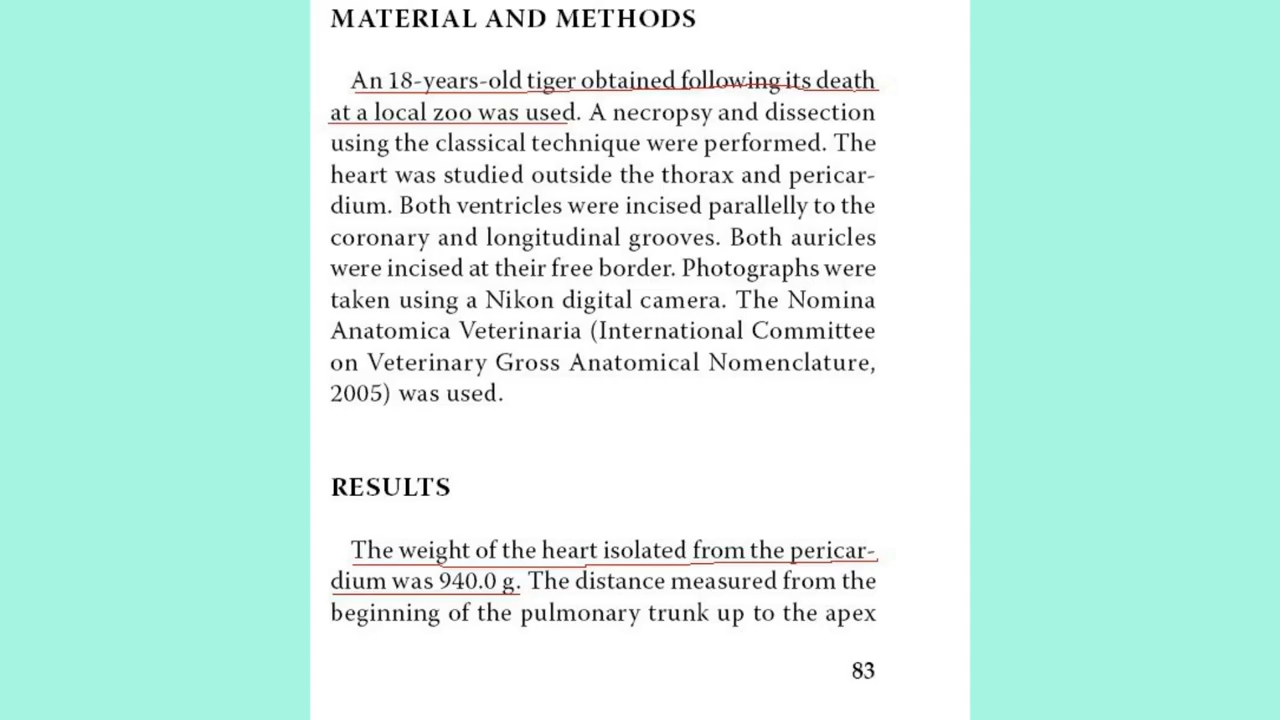 MATERIAL AND METHODS
An 18-years-old tiger obtained following its death
at a local zoo was used. A necropsy and dissection
using the classical technique were performed. The
heart was studied outside the thorax and pericar-
dium. Both ventricles were incised parallelly to the
coronary and longitudinal grooves. Both auricles
were incised at their free border. Photographs were
taken using a Nikon digital camera. The Nomina
Anatomica Veterinaria (International Committee
on Veterinary Gross Anatomical Nomenclature,
2005) was used.
RESULTS
The weight of the heart isolated from the pericar-
dium was 940.0 g. The distance measured from the
beginning of the pulmonary trunk up to the apex
83